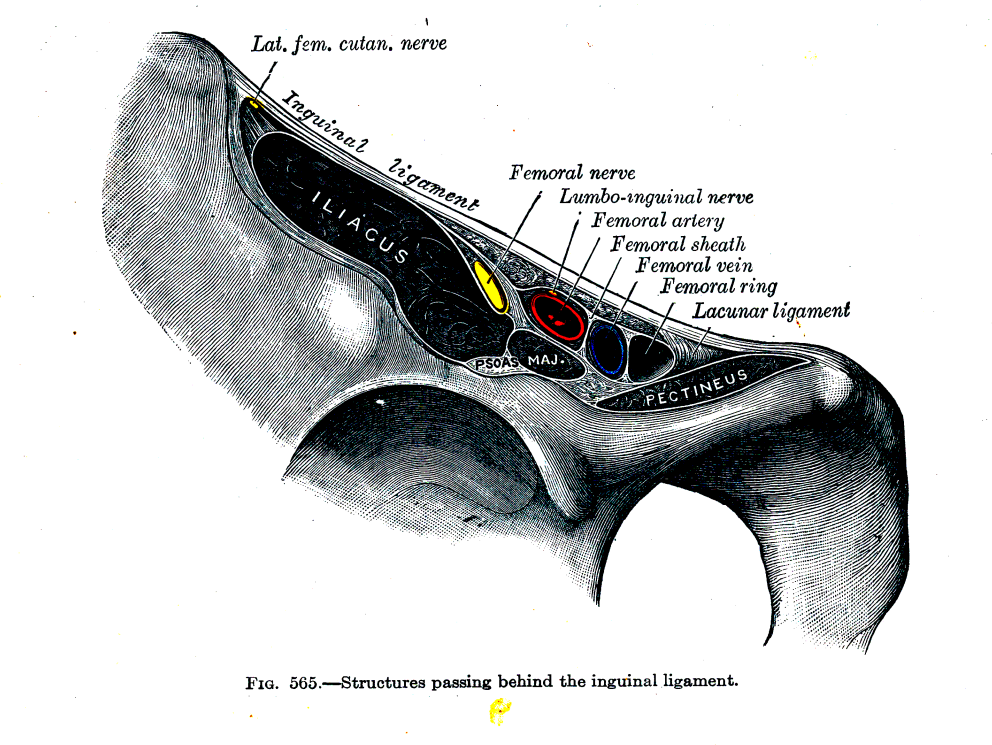 Lat. fem. cutan. nerve
Inguinal ligament
Femoral nerve
Lumbo-inguinal nerve
Femoral artery
Femoral sheath
Femoral vein
Femoral ring
Lacunar ligament
ILIACUS
PSOAS MAJ.
PECTINEUS
FIG. 565.—Structures passing behind the inguinal ligament.